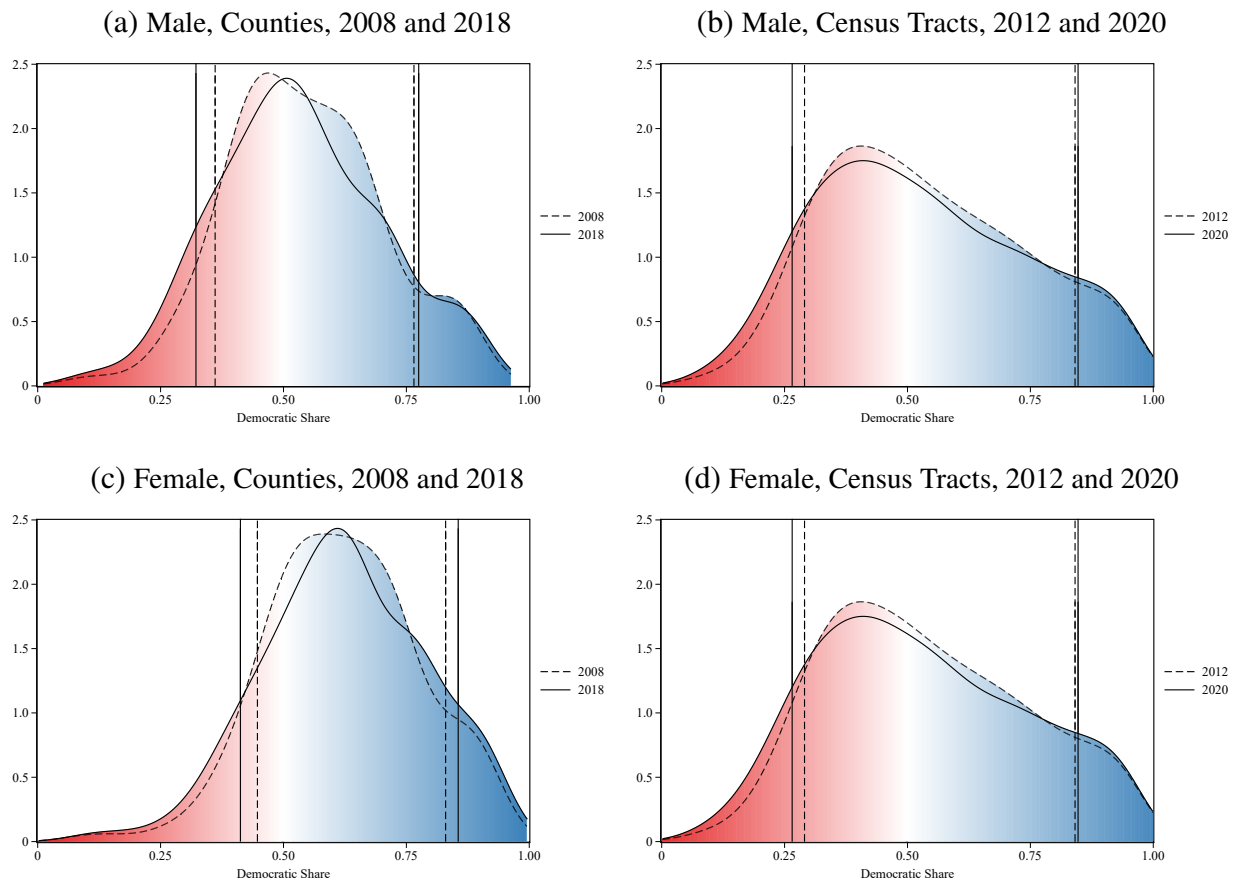 (a) Male, Counties, 2008 and 2018
2.5
2.0
1.5
1.0
0.5
0
0 0.25 0.50 0.75 1.00
Democratic Share
2008
2018
(b) Male, Census Tracts, 2012 and 2020
2.5
2.0
1.5
1.0
0.5
0
0 0.25 0.50 0.75 1.00
Democratic Share
2012
2020
(c) Female, Counties, 2008 and 2018
2.5
2.0
1.5
1.0
0.5
0
0 0.25 0.50 0.75 1.00
Democratic Share
2008
2018
(d) Female, Census Tracts, 2012 and 2020
2.5
2.0
1.5
1.0
0.5
0
0 0.25 0.50 0.75 1.00
Democratic Share
2012
2020